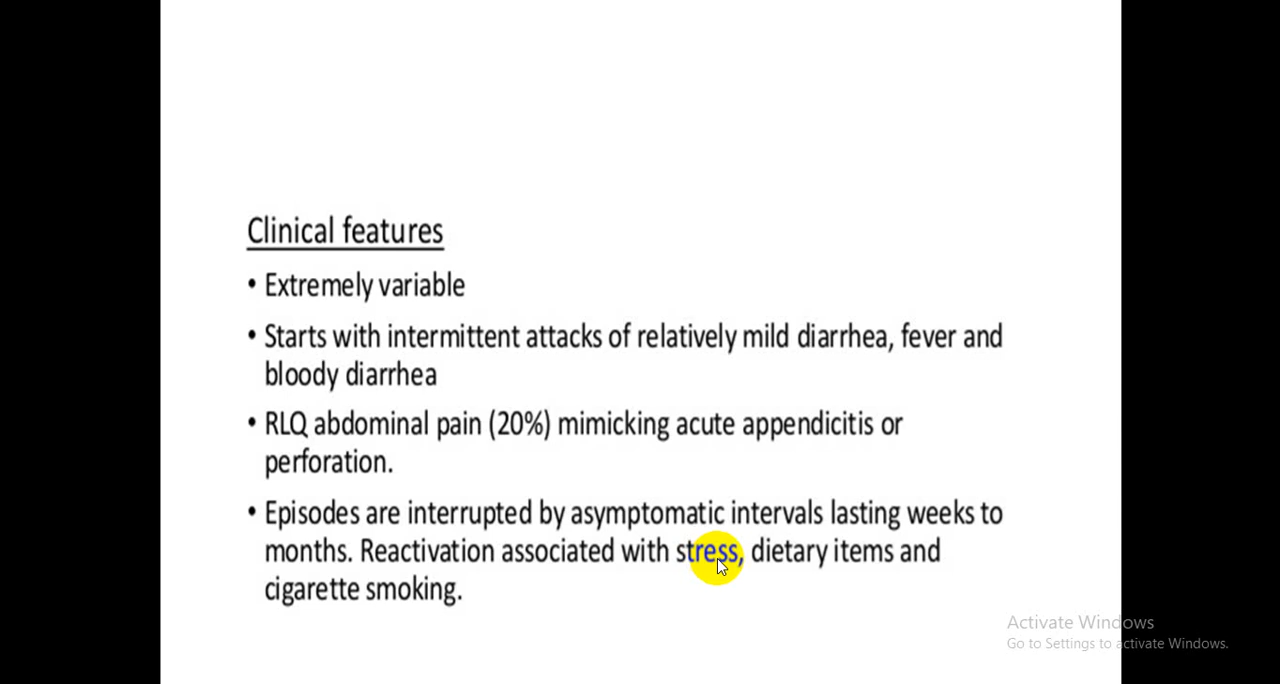 Clinical features
• Extremely variable
• Starts with intermittent attacks of relatively mild diarrhea, fever and
bloody diarrhea
• RLQ abdominal pain (20%) mimicking acute appendicitis or
perforation.
• Episodes are interrupted by asymptomatic intervals lasting weeks to
months. Reactivation associated with stress, dietary items and
cigarette smoking.
Activate Windows
Go to Settings to activate Windows.